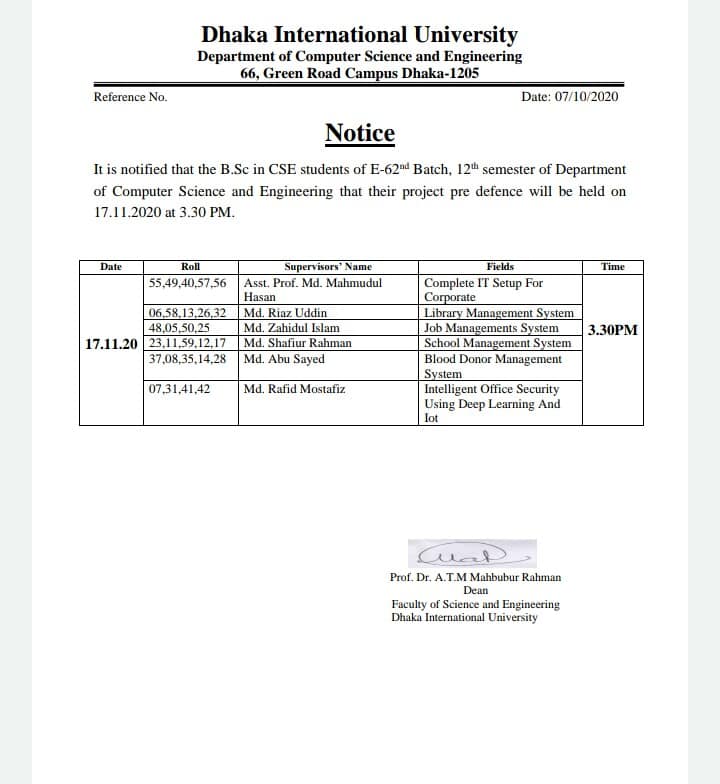 Dhaka International University
Department of Computer Science and Engineering
66, Green Road Campus Dhaka-1205
Reference No. Date: 07/10/2020
Notice
It is notified that the B.Sc in CSE students of E-62nd Batch, 12th semester of Department
of Computer Science and Engineering that their project pre defence will be held on
17.11.2020 at 3.30 PM.
Date Roll Supervisors' Name Fields Time
55,49,40,57,56 Asst. Prof. Md. Mahmudul Complete IT Setup For
Hasan Corporate
06,58,13,26,32 Md. Riaz Uddin Library Management System
48,05,50,25 Md. Zahidul Islam Job Managements System 3.30PM
17.11.20 23,11,59,12,17 Md. Shafiur Rahman School Management System
37,08,35,14,28 Md. Abu Sayed Blood Donor Management
System
07,31,41,42 Md. Rafid Mostafiz Intelligent Office Security
Using Deep Learning And
Iot
Prof. Dr. A.T.M Mahbubur Rahman
Dean
Faculty of Science and Engineering
Dhaka International University